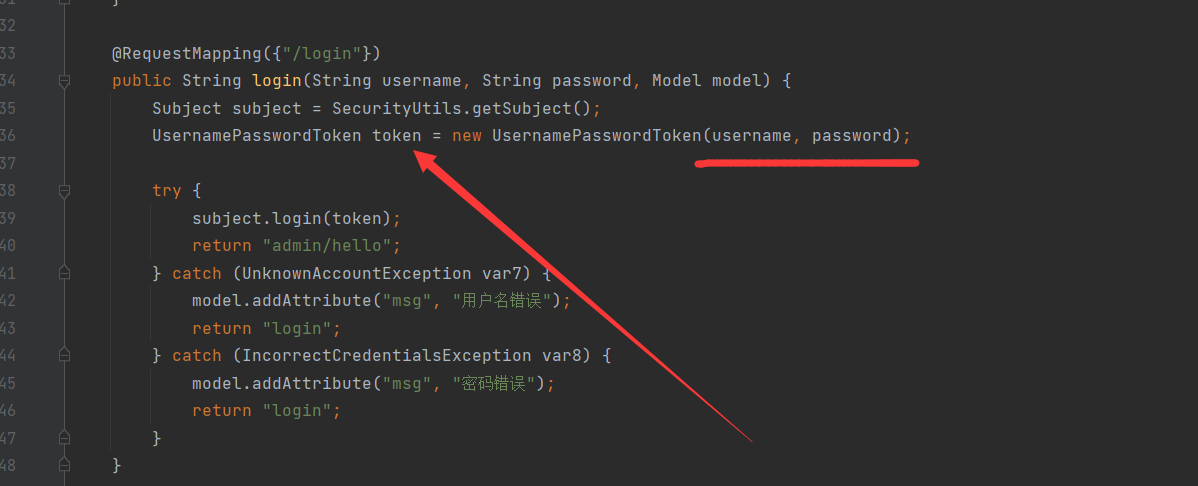 31 }
32
33 @RequestMapping({"/login"})
34 public String login(String username, String password, Model model) {
35 Subject subject = SecurityUtils.getSubject();
36 UsernamePasswordToken token = new UsernamePasswordToken(username, password);
37
38 try {
39 subject.login(token);
40 return "admin/hello";
41 } catch (UnknownAccountException var7) {
42 model.addAttribute("msg", "用户名错误");
43 return "login";
44 } catch (IncorrectCredentialsException var8) {
45 model.addAttribute("msg", "密码错误");
46 return "login";
47 }
48 }